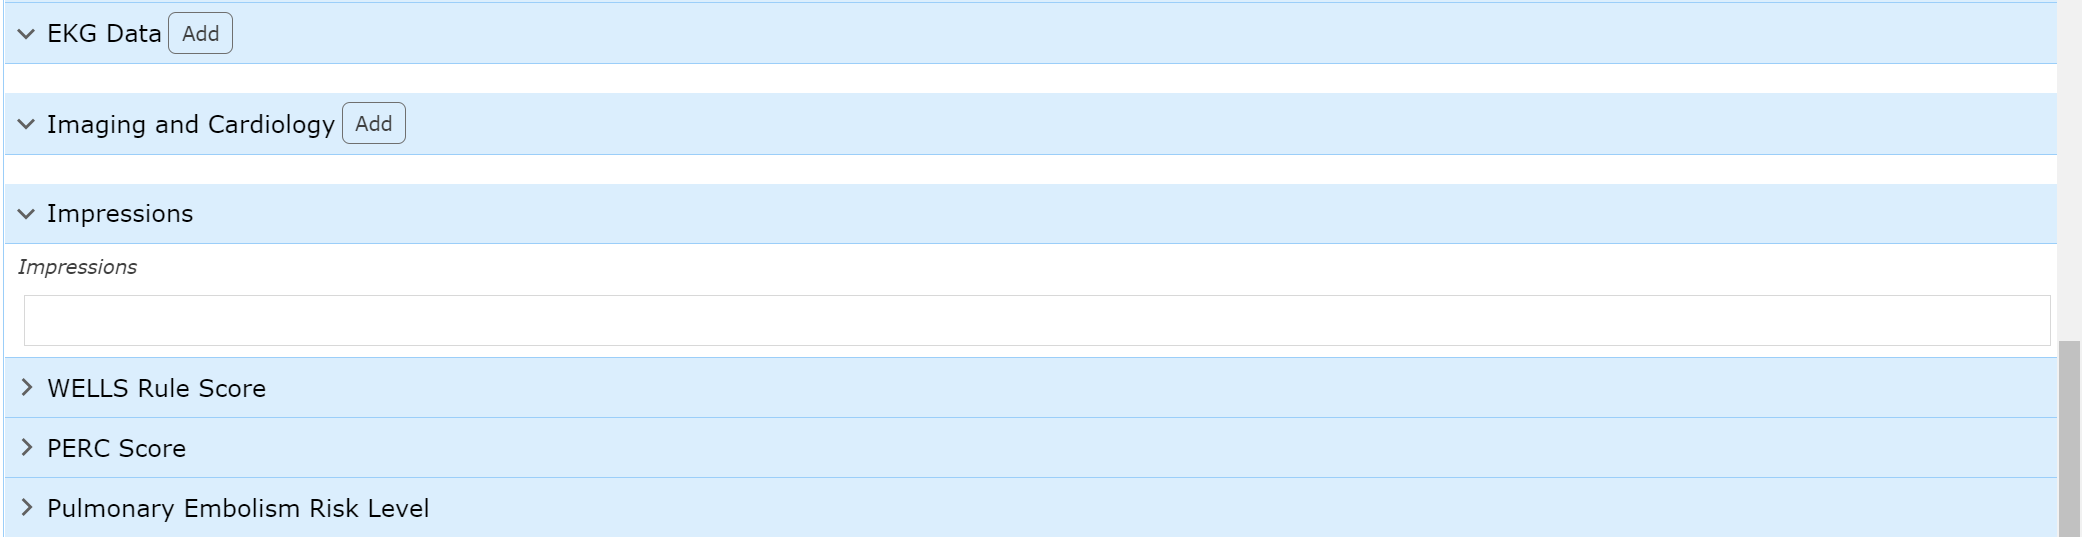 EKG Data Add
Imaging and Cardiology Add
Impressions
Impressions
WELLS Rule Score
PERC Score
Pulmonary Embolism Risk Level